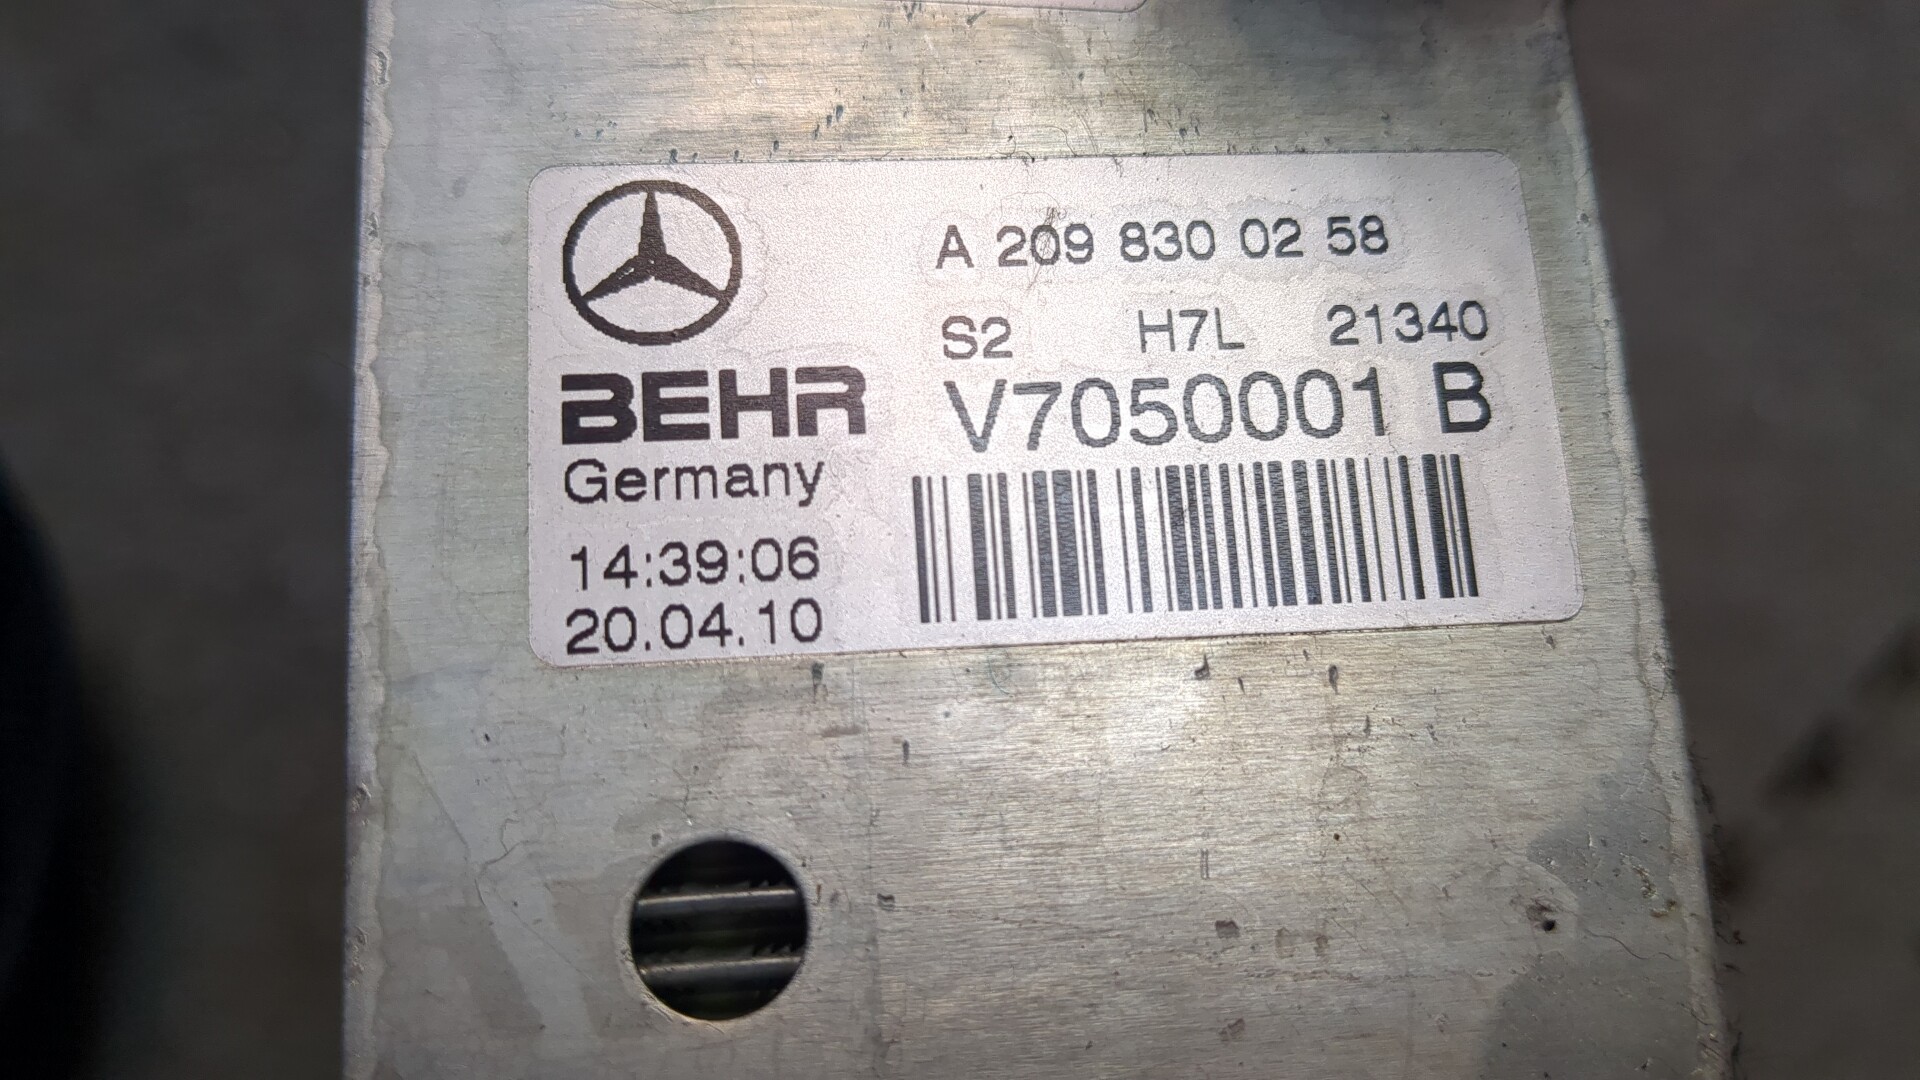 A 209 830 02 58
S2 H7L 21340
BEHR V7050001 B
Germany
14:39:06
20.04.10